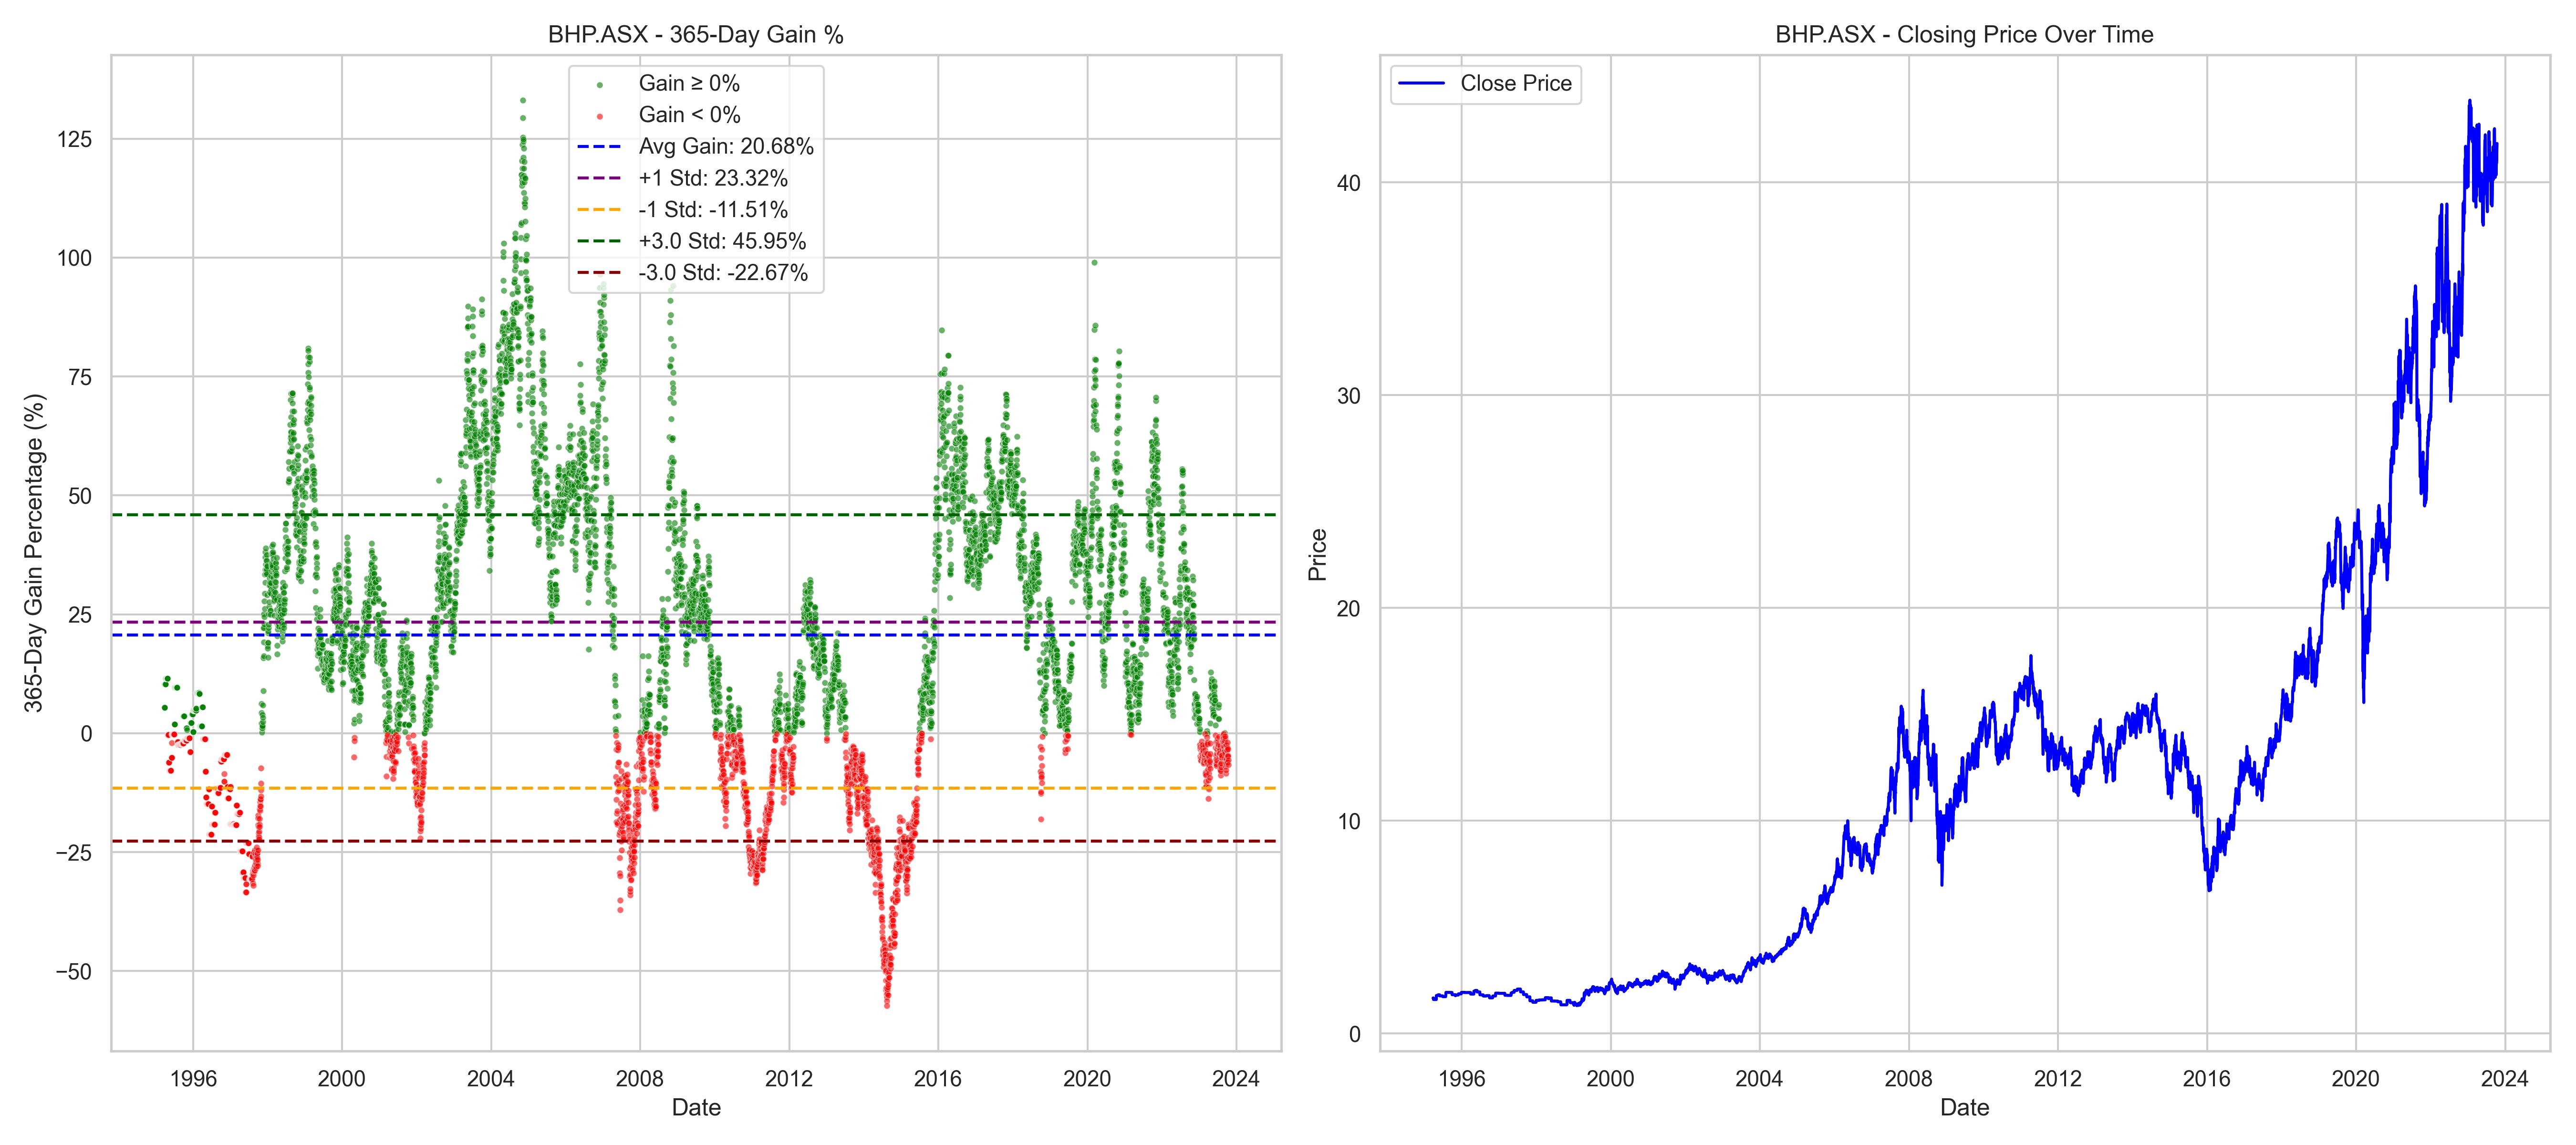 BHP.ASX - 365-Day Gain %
Gain ≥ 0%
Gain < 0%
Avg Gain: 20.68%
+1 Std: 23.32%
-1 Std: -11.51%
+3.0 Std: 45.95%
-3.0 Std: -22.67%
365-Day Gain Percentage (%)
125
100
75
50
25
0
−25
−50
1996 2000 2004 2008 2012 2016 2020 2024
Date
BHP.ASX - Closing Price Over Time
Close Price
Price
40
30
20
10
0
1996 2000 2004 2008 2012 2016 2020 2024
Date